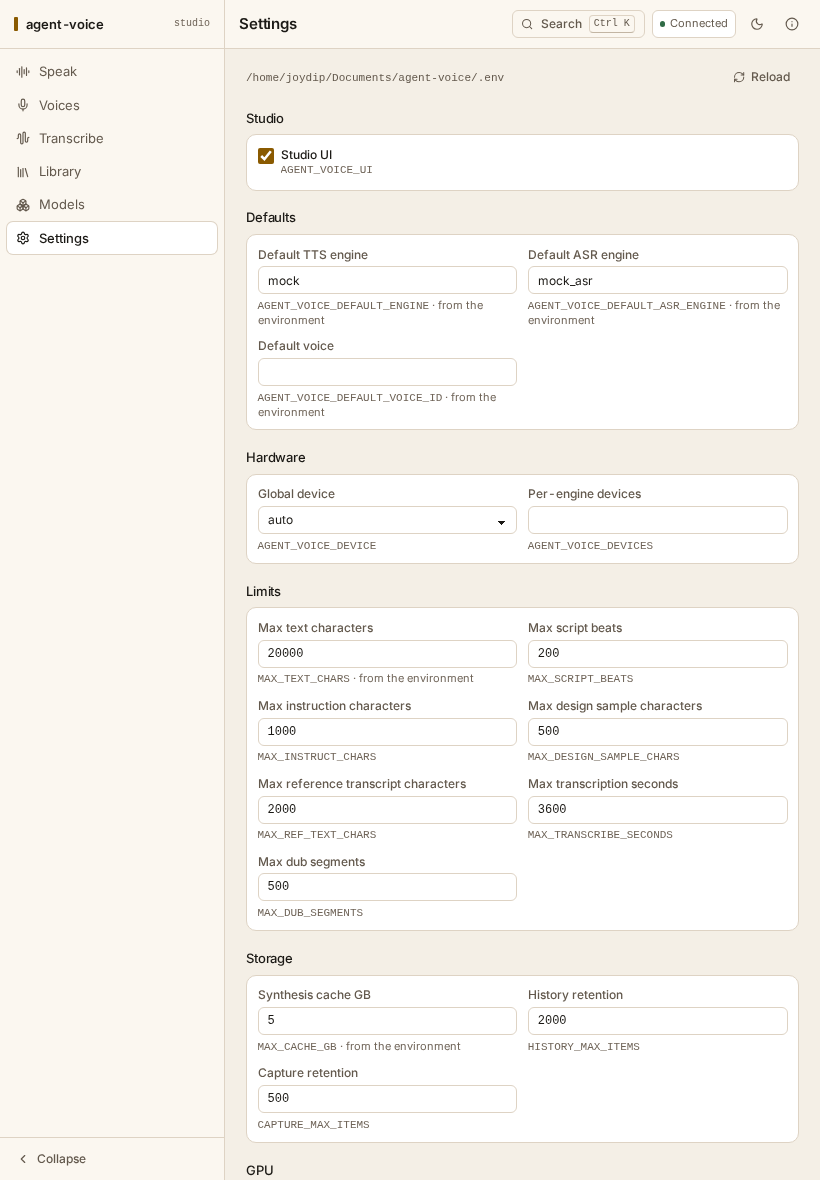 agent-voice
studio
Settings
Search
Ctrl K
Connected
Speak
Voices
Transcribe
Library
Models
Settings
Collapse
/home/joydip/Documents/agent-voice/.env
Reload
Studio
Studio UI
AGENT_VOICE_UI
Defaults
Default TTS engine
mock
AGENT_VOICE_DEFAULT_ENGINE · from the
environment
Default ASR engine
mock_asr
AGENT_VOICE_DEFAULT_ASR_ENGINE · from the
environment
Default voice
AGENT_VOICE_DEFAULT_VOICE_ID · from the
environment
Hardware
Global device
auto
AGENT_VOICE_DEVICE
Per-engine devices
AGENT_VOICE_DEVICES
Limits
Max text characters
20000
MAX_TEXT_CHARS · from the environment
Max script beats
200
MAX_SCRIPT_BEATS
Max instruction characters
1000
MAX_INSTRUCT_CHARS
Max design sample characters
500
MAX_DESIGN_SAMPLE_CHARS
Max reference transcript characters
2000
MAX_REF_TEXT_CHARS
Max transcription seconds
3600
MAX_TRANSCRIBE_SECONDS
Max dub segments
500
MAX_DUB_SEGMENTS
Storage
Synthesis cache GB
5
MAX_CACHE_GB · from the environment
History retention
2000
HISTORY_MAX_ITEMS
Capture retention
500
CAPTURE_MAX_ITEMS
GPU